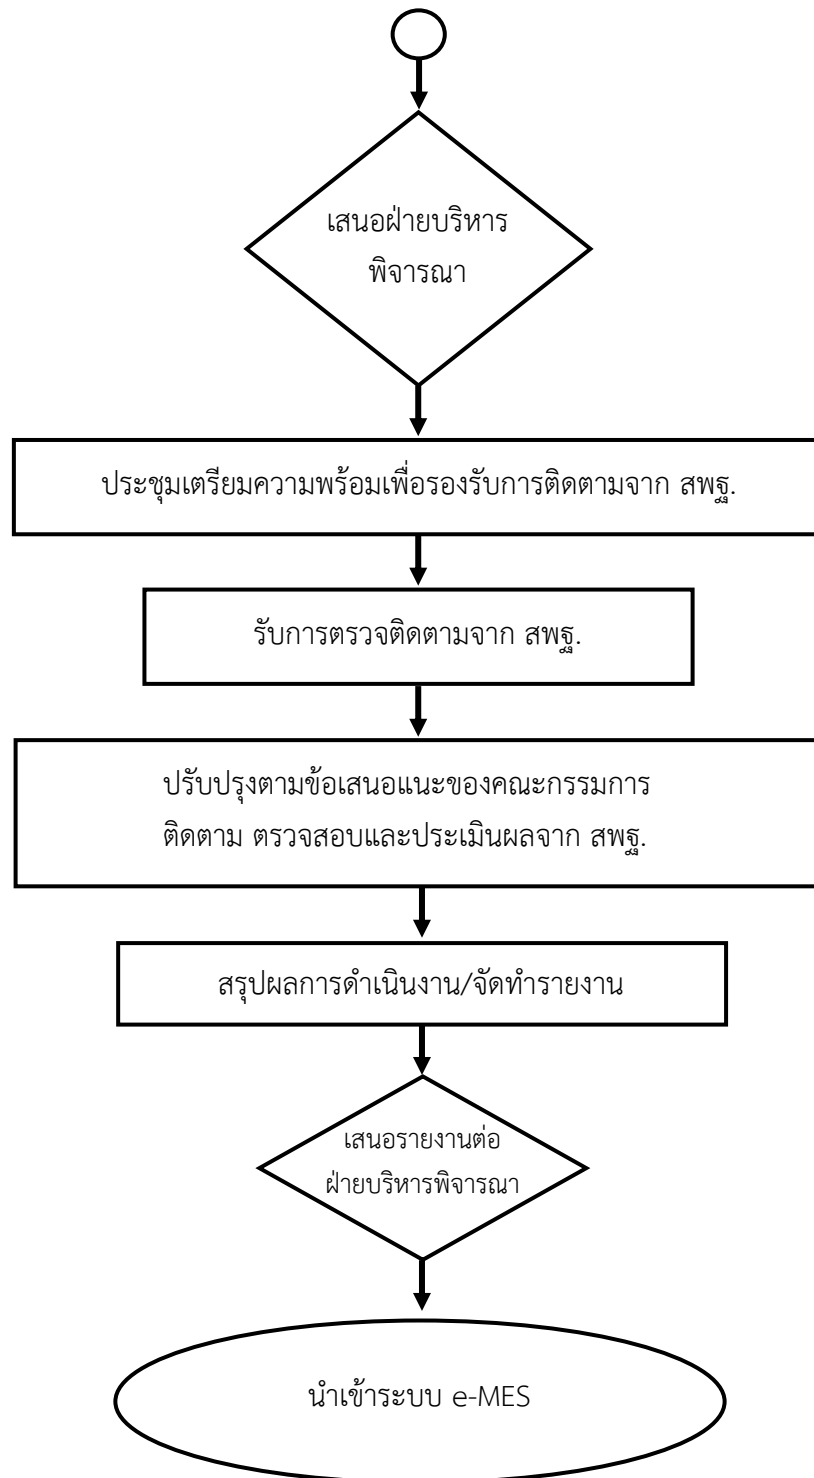 เสนอฝ่ายบริหาร
พิจารณา
ประชุมเตรียมความพร้อมเพื่อรองรับการติดตามจาก สพฐ.
รับการตรวจติดตามจาก สพฐ.
ปรับปรุงตามข้อเสนอแนะของคณะกรรมการ
ติดตาม ตรวจสอบและประเมินผลจาก สพฐ.
สรุปผลการดำเนินงาน/จัดทำรายงาน
เสนอรายงานต่อ
ฝ่ายบริหารพิจารณา
นำเข้าระบบ e-MES